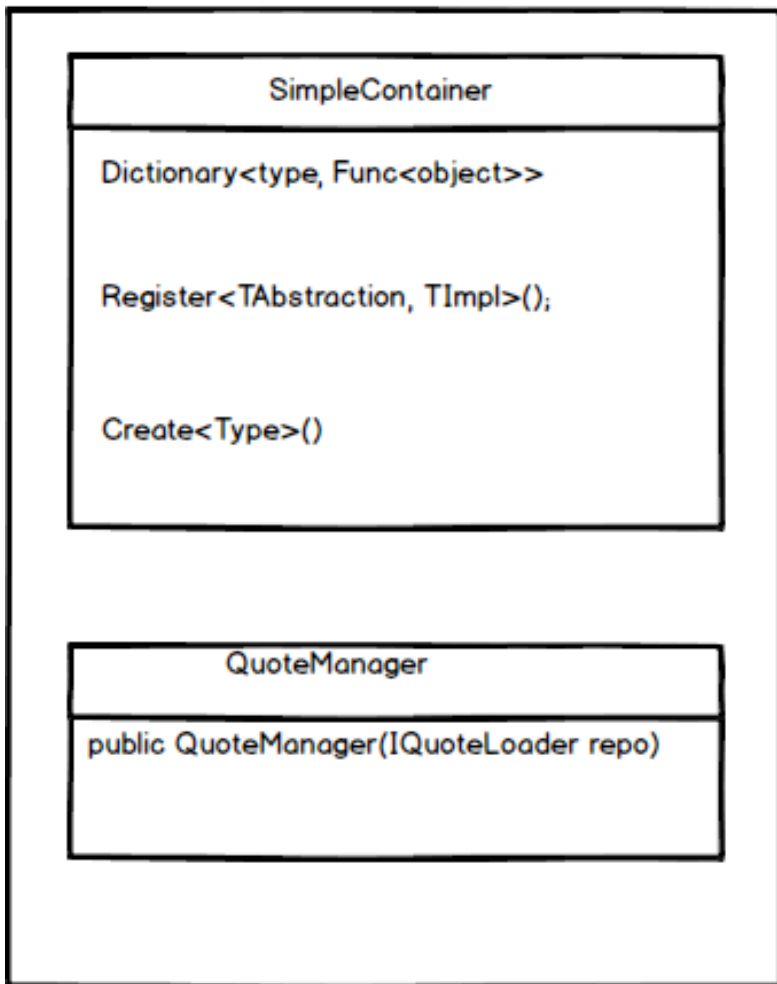 SimpleContainer
Dictionary<type, Func<object>>
Register<TAbstraction, TImpl>();
Create<Type>()
QuoteManager
public QuoteManager(IQuoteLoader repo)